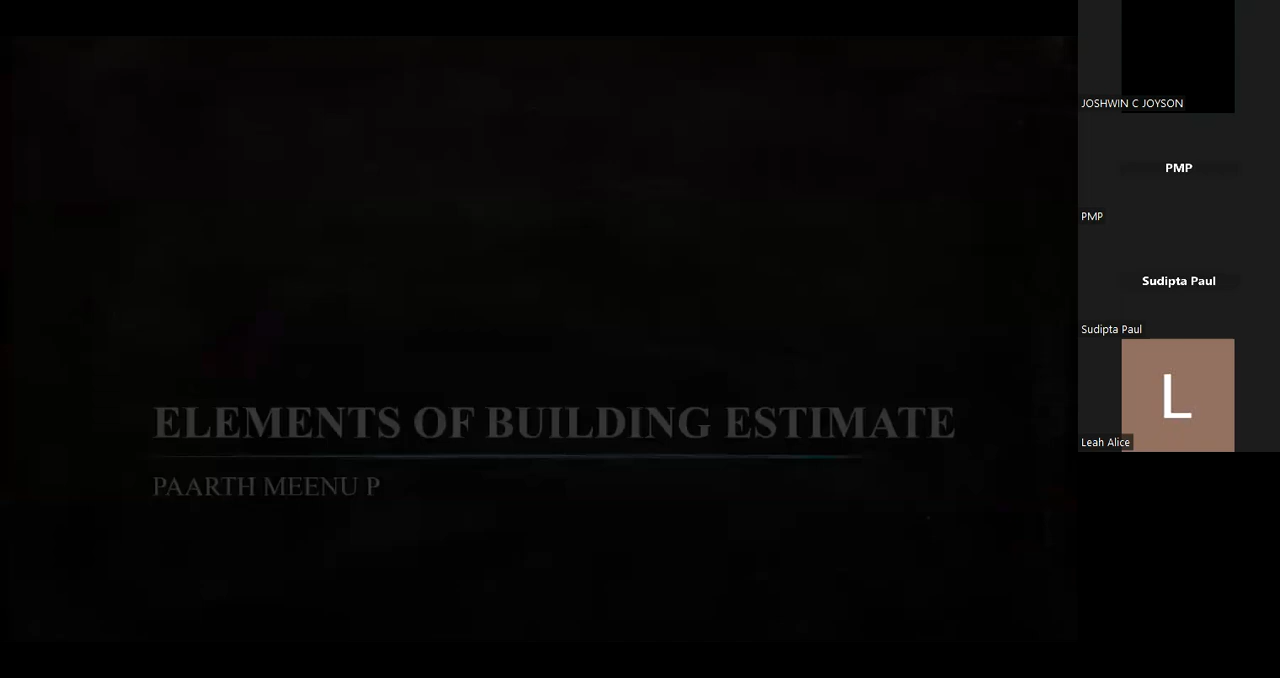 ELEMENTS OF BUILDING ESTIMATE
PAARTH MEENU P
JOSHWIN C JOYSON
PMP
PMP
Sudipta Paul
Sudipta Paul
L
Leah Alice